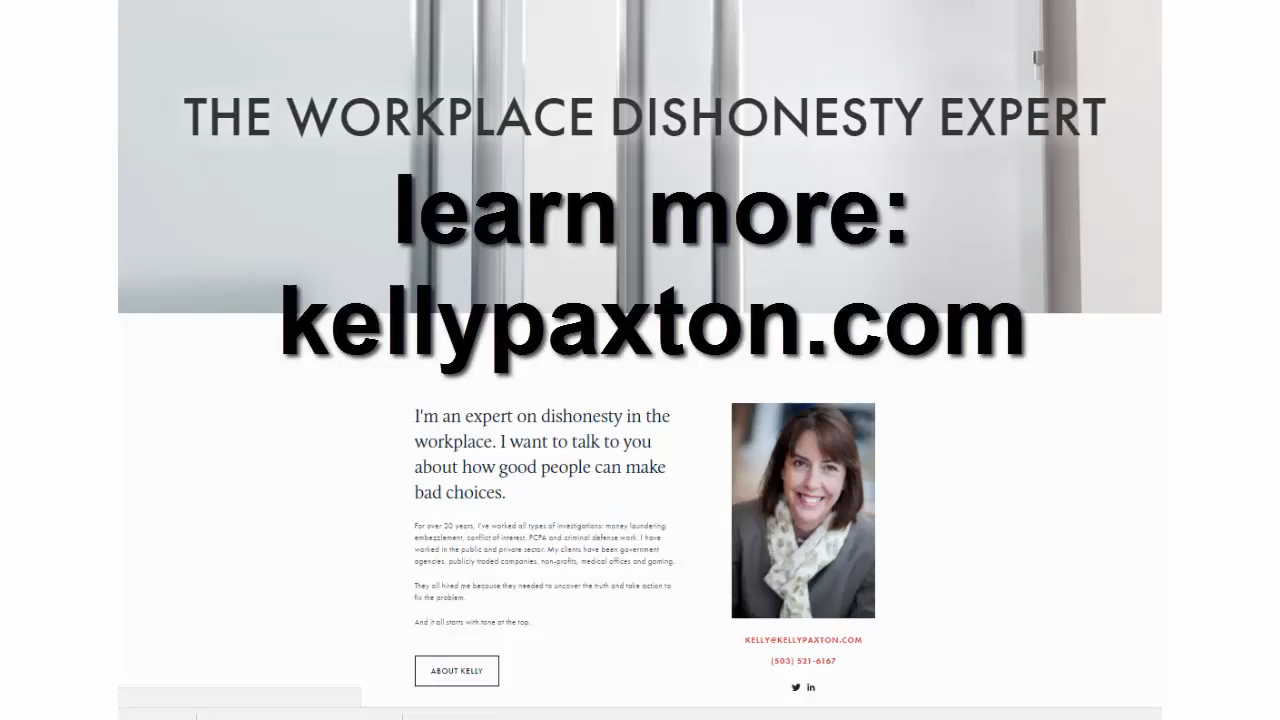 THE WORKPLACE DISHONESTY EXPERT
learn more:
kellypaxton.com
I'm an expert on dishonesty in the
workplace. I want to talk to you
about how good people can make
bad choices.
For over 20 years, I've worked all types of investigations: money laundering,
embezzlement, conflict of interest, FCPA and criminal defense work. I have
worked in the public and private sector. My clients have been government
agencies, publicly traded companies, non-profits, medical offices and gaming.
They all hired me because they needed to uncover the truth and take action to
fix the problem.
And it all starts with tone at the top.
ABOUT KELLY
KELLY@KELLYPAXTON.COM
(503) 521-6167